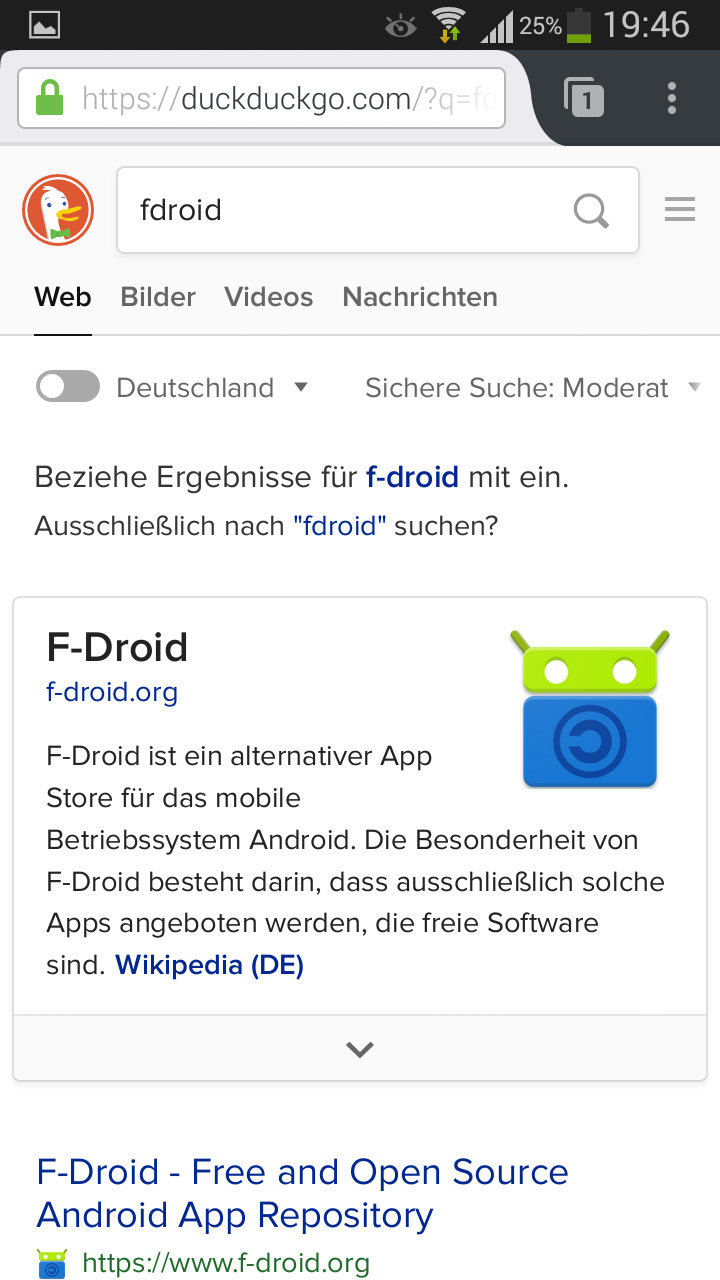 25% 19:46
https://duckduckgo.com/?q=fd
1
fdroid
Web Bilder Videos Nachrichten
Deutschland Sichere Suche: Moderat
Beziehe Ergebnisse für f-droid mit ein.
Ausschließlich nach "fdroid" suchen?
F-Droid
f-droid.org
F-Droid ist ein alternativer App
Store für das mobile
Betriebssystem Android. Die Besonderheit von
F-Droid besteht darin, dass ausschließlich solche
Apps angeboten werden, die freie Software
sind. Wikipedia (DE)
F-Droid - Free and Open Source
Android App Repository
https://www.f-droid.org